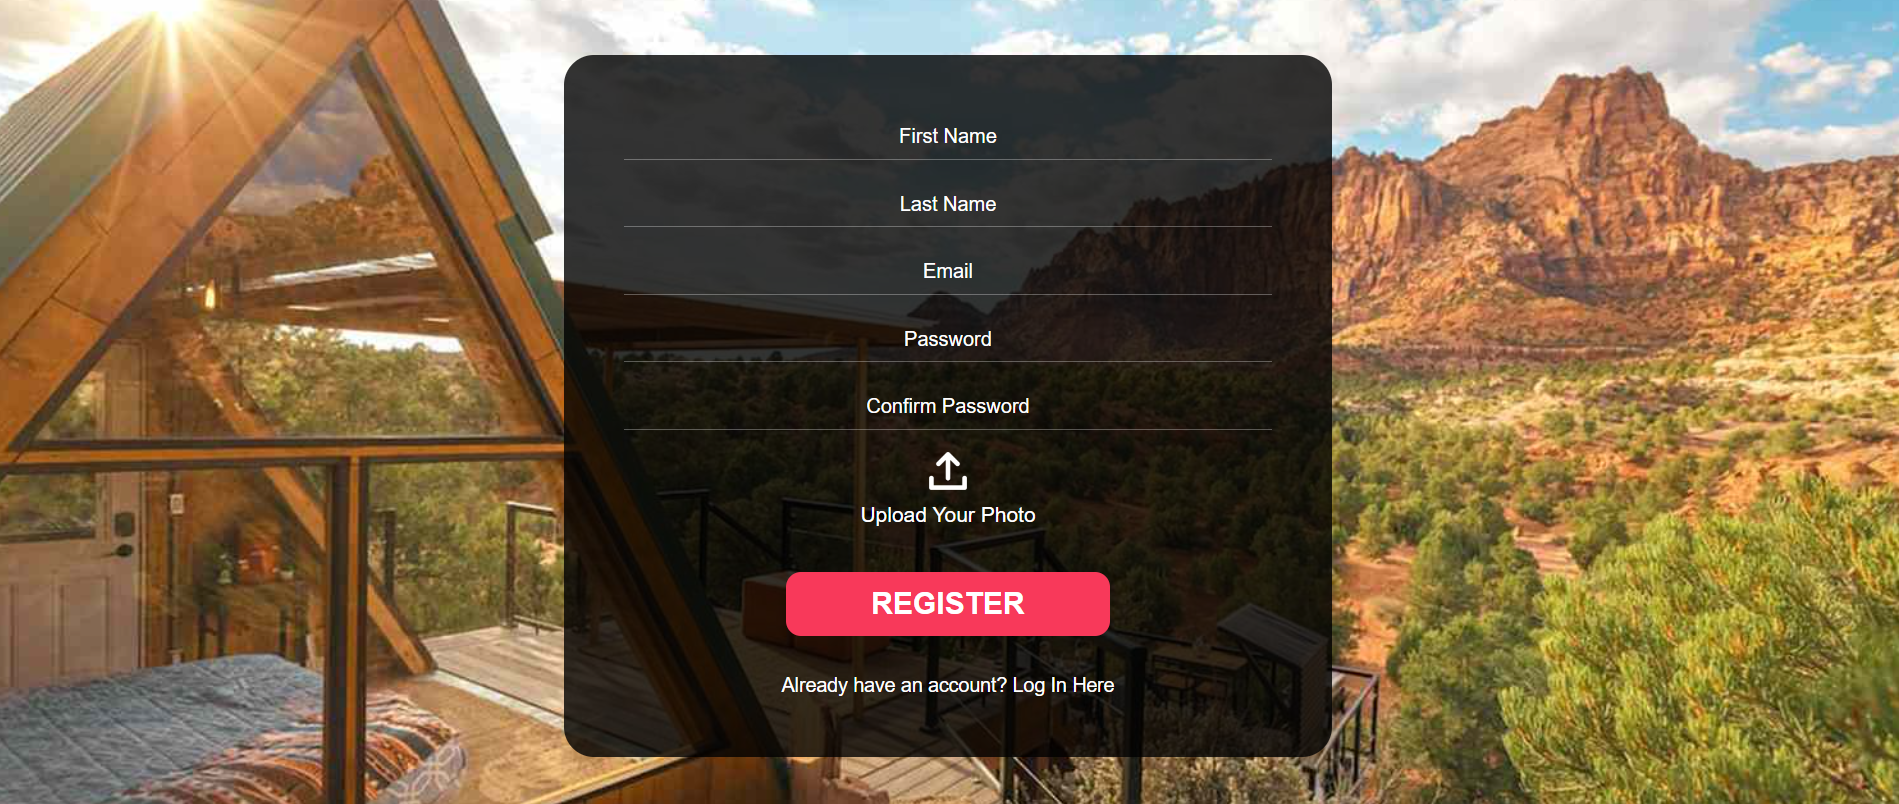 First Name
Last Name
Email
Password
Confirm Password
Upload Your Photo
REGISTER
Already have an account? Log In Here